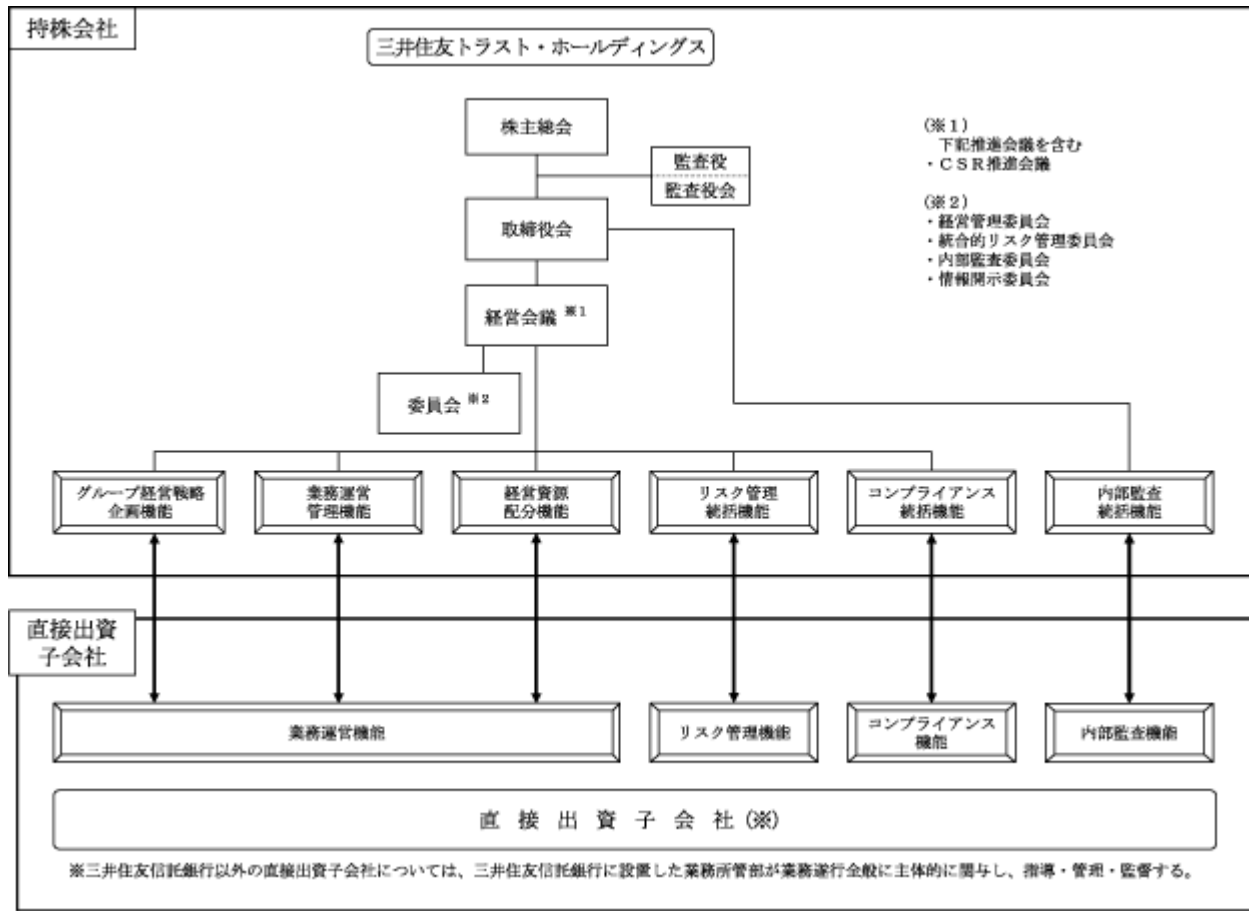 持株会社
三井住友トラスト・ホールディングス
株主総会
監査役
監査役会
取締役会
経営会議 ※1
委員会 ※2
(※1)
下記推進会議を含む
・CSR推進会議
(※2)
・経営管理委員会
・統合的リスク管理委員会
・内部監査委員会
・情報開示委員会
グループ経営戦略
企画機能
業務運営
管理機能
経営資源
配分機能
リスク管理
統括機能
コンプライアンス
統括機能
内部監査
統括機能
直接出資
子会社
業務運営機能
リスク管理機能
コンプライアンス
機能
内部監査機能
直接出資子会社(※)
※三井住友信託銀行以外の直接出資子会社については、三井住友信託銀行に設置した業務所管部が業務遂行全般に主体的に関与し、指導・管理・監督する。